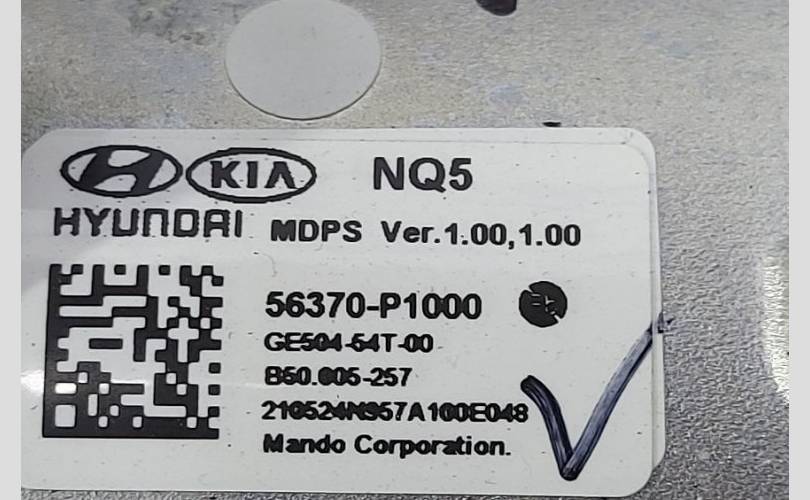 KIA NQ5
HYUNDAI MDPS Ver.1.00,1.00
56370-P1000
GE504-54T-00
B50.605-257
210524N957A100E048
Mando Corporation.